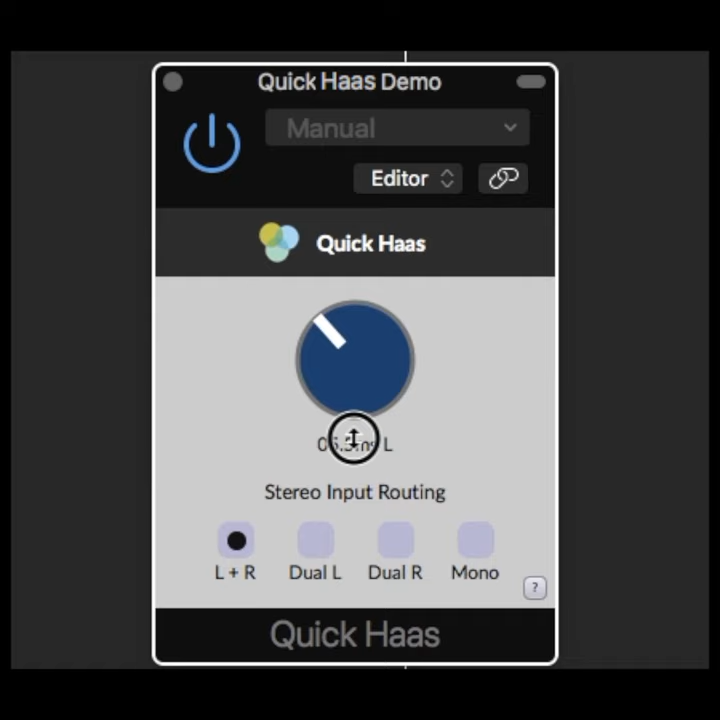 Quick Haas Demo
Manual
Editor
Quick Haas
L
Stereo Input Routing
L + R Dual L Dual R Mono
?
Quick Haas